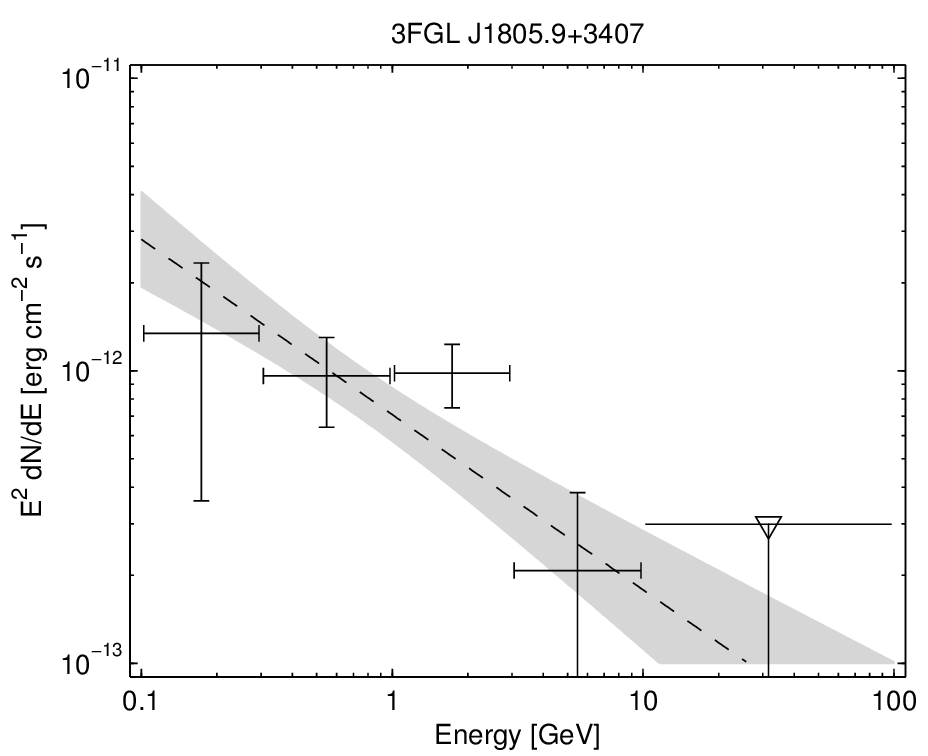 3FGL J1805.9+3407
10⁻¹¹
10⁻¹²
10⁻¹³
E² dN/dE [erg cm⁻² s⁻¹]
0.1 1 10 100
Energy [GeV]